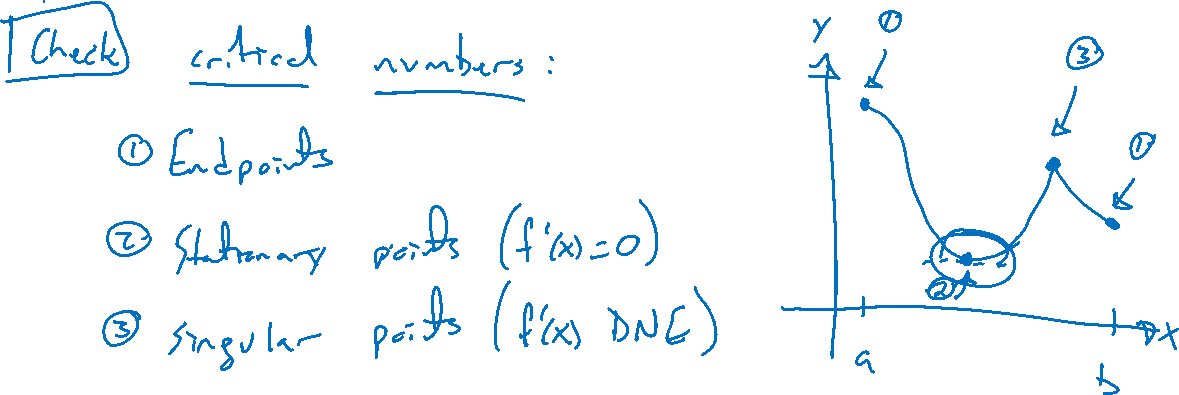 Check critical numbers:
① Endpoints
② Stationary points (f'(x)=0)
③ Singular points (f'(x) DNE)
y
①
③
①
②
x
a
b